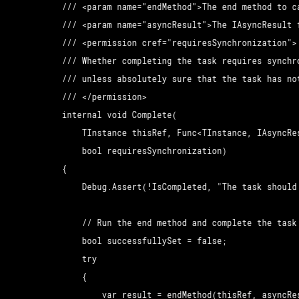 /// <param name="endMethod">The end method to ca
/// <param name="asyncResult">The IAsyncResult
/// <permission cref="requiresSynchronization">
/// Whether completing the task requires synchro
/// unless absolutely sure that the task has not
/// </permission>
internal void Complete(
TInstance thisRef, Func<TInstance, IAsyncRes
bool requiresSynchronization)
{
Debug.Assert(!IsCompleted, "The task should
// Run the end method and complete the task
bool successfullySet = false;
try
{
var result = endMethod(thisRef, asyncRes